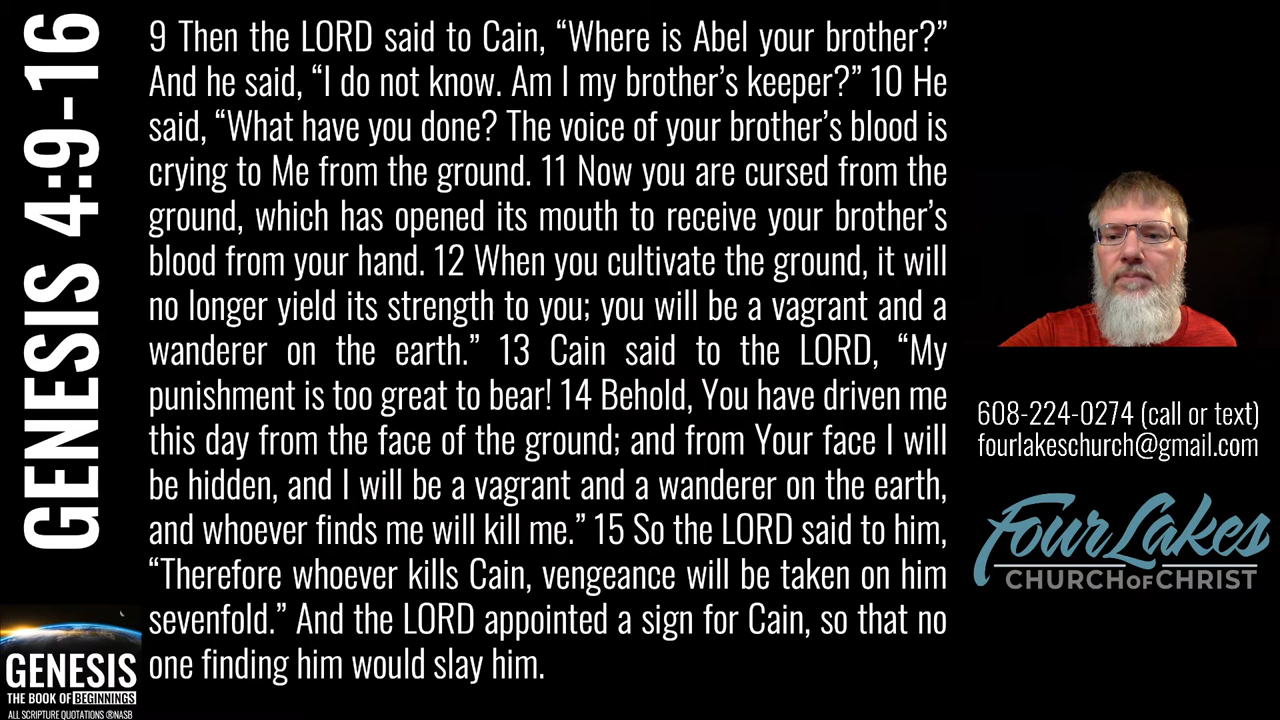 GENESIS 4:9-16
9 Then the LORD said to Cain, “Where is Abel your brother?”
And he said, “I do not know. Am I my brother’s keeper?” 10 He
said, “What have you done? The voice of your brother’s blood is
crying to Me from the ground. 11 Now you are cursed from the
ground, which has opened its mouth to receive your brother’s
blood from your hand. 12 When you cultivate the ground, it will
no longer yield its strength to you; you will be a vagrant and a
wanderer on the earth.” 13 Cain said to the LORD, “My
punishment is too great to bear! 14 Behold, You have driven me
this day from the face of the ground; and from Your face I will
be hidden, and I will be a vagrant and a wanderer on the earth,
and whoever finds me will kill me.” 15 So the LORD said to him,
“Therefore whoever kills Cain, vengeance will be taken on him
sevenfold.” And the LORD appointed a sign for Cain, so that no
one finding him would slay him.
GENESIS
THE BOOK OF BEGINNINGS
ALL SCRIPTURE QUOTATIONS ®NASB
608-224-0274 (call or text)
fourlakeschurch@gmail.com
Four Lakes
CHURCH OF CHRIST